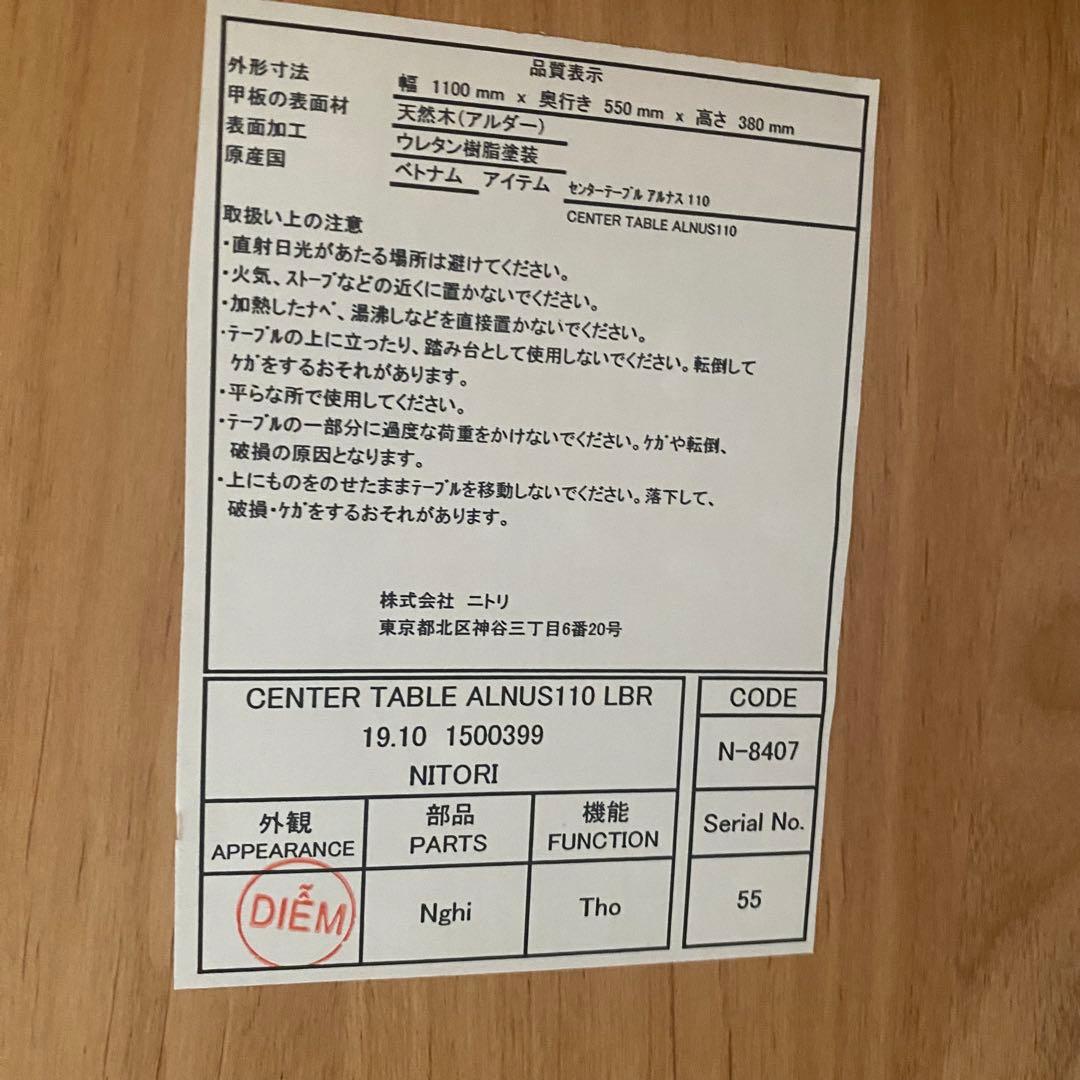 品質表示
外形寸法 幅 1100 mm x 奥行き 550 mm x 高さ 380 mm
甲板の表面材 天然木(アルダー)
表面加工 ウレタン樹脂塗装
原産国 ベトナム アイテム センターテーブル アルナス 110
CENTER TABLE ALNUS110
取扱い上の注意
・直射日光があたる場所は避けてください。
・火気、ストーブなどの近くに置かないでください。
・加熱したナベ、湯沸しなどを直接置かないでください。
・テーブルの上に立ったり、踏み台として使用しないでください。転倒して
ケガをするおそれがあります。
・平らな所で使用してください。
・テーブルの一部分に過度な荷重をかけないでください。ケガや転倒、
破損の原因となります。
・上にものをのせたままテーブルを移動しないでください。落下して、
破損・ケガをするおそれがあります。
株式会社 ニトリ
東京都北区神谷三丁目6番20号
CENTER TABLE ALNUS110 LBR
19.10 1500399
NITORI
CODE
N-8407
Serial No.
55
外観 部品 機能
APPEARANCE PARTS FUNCTION
DIỄM Nghi Tho